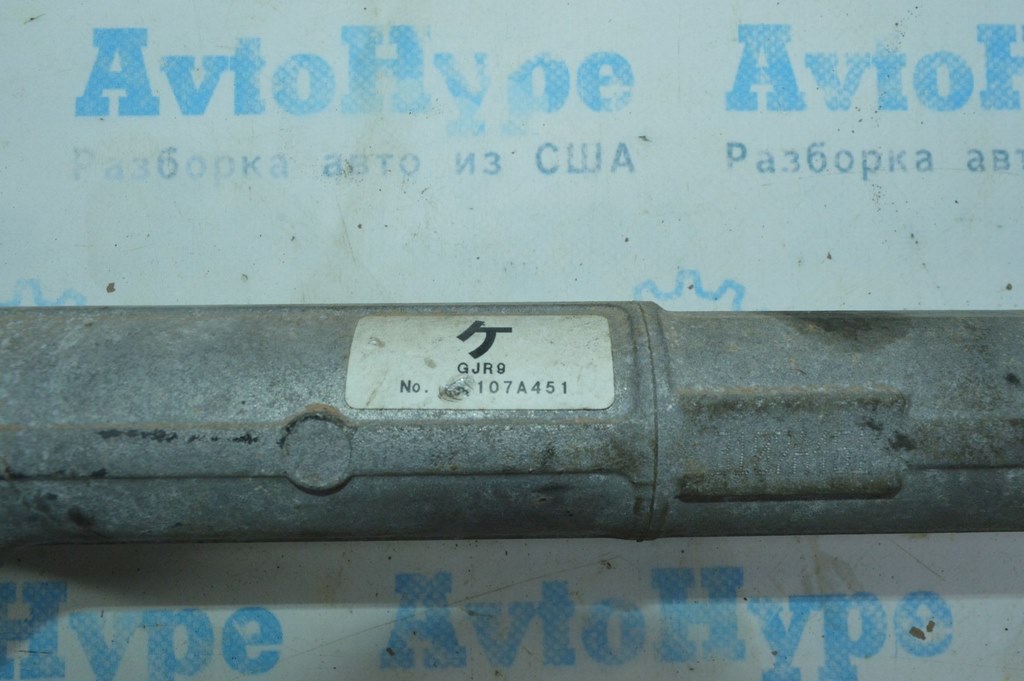 AvtoHype AvtoH
Разборка авто из США Разборка авт
ケ
GJR9
No. 107A451
Hype AvtoHype